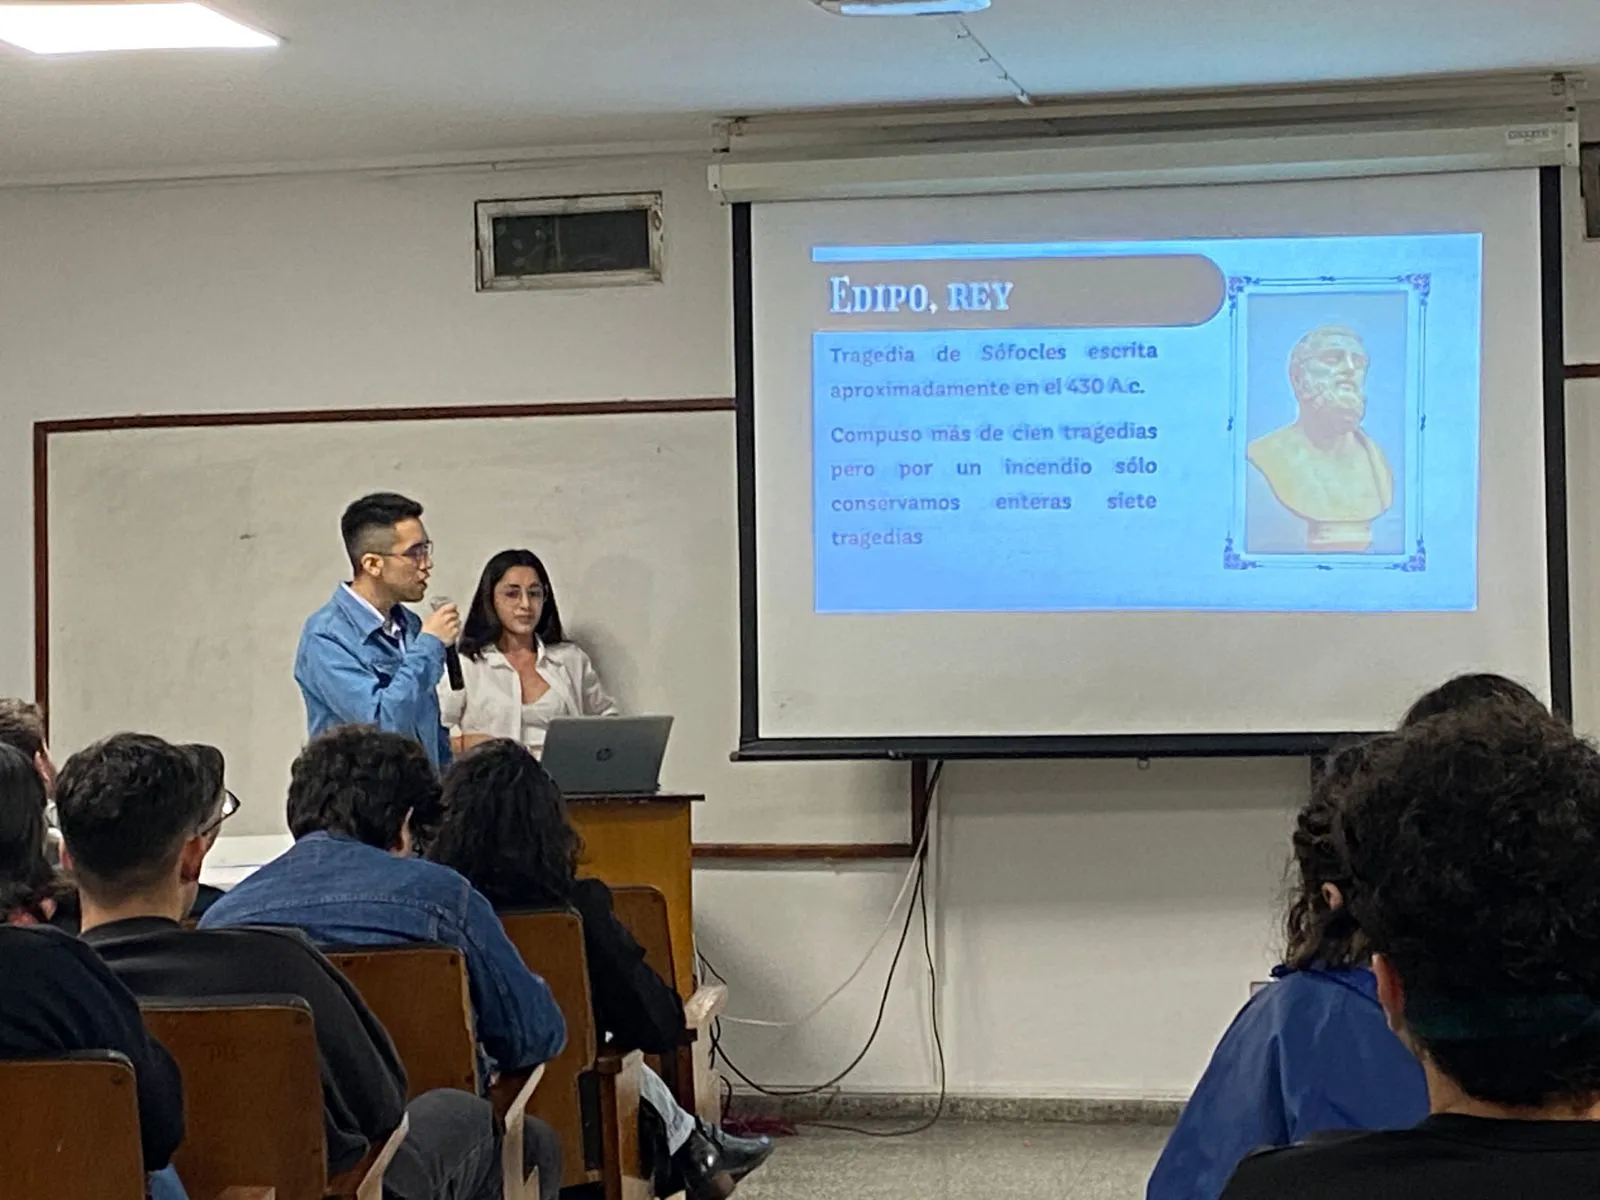 EDIPO, REY
Tragedia de Sófocles escrita
aproximadamente en el 430 A.c.
Compuso más de cien tragedias
pero por un incendio sólo
conservamos enteras siete
tragedias
hp